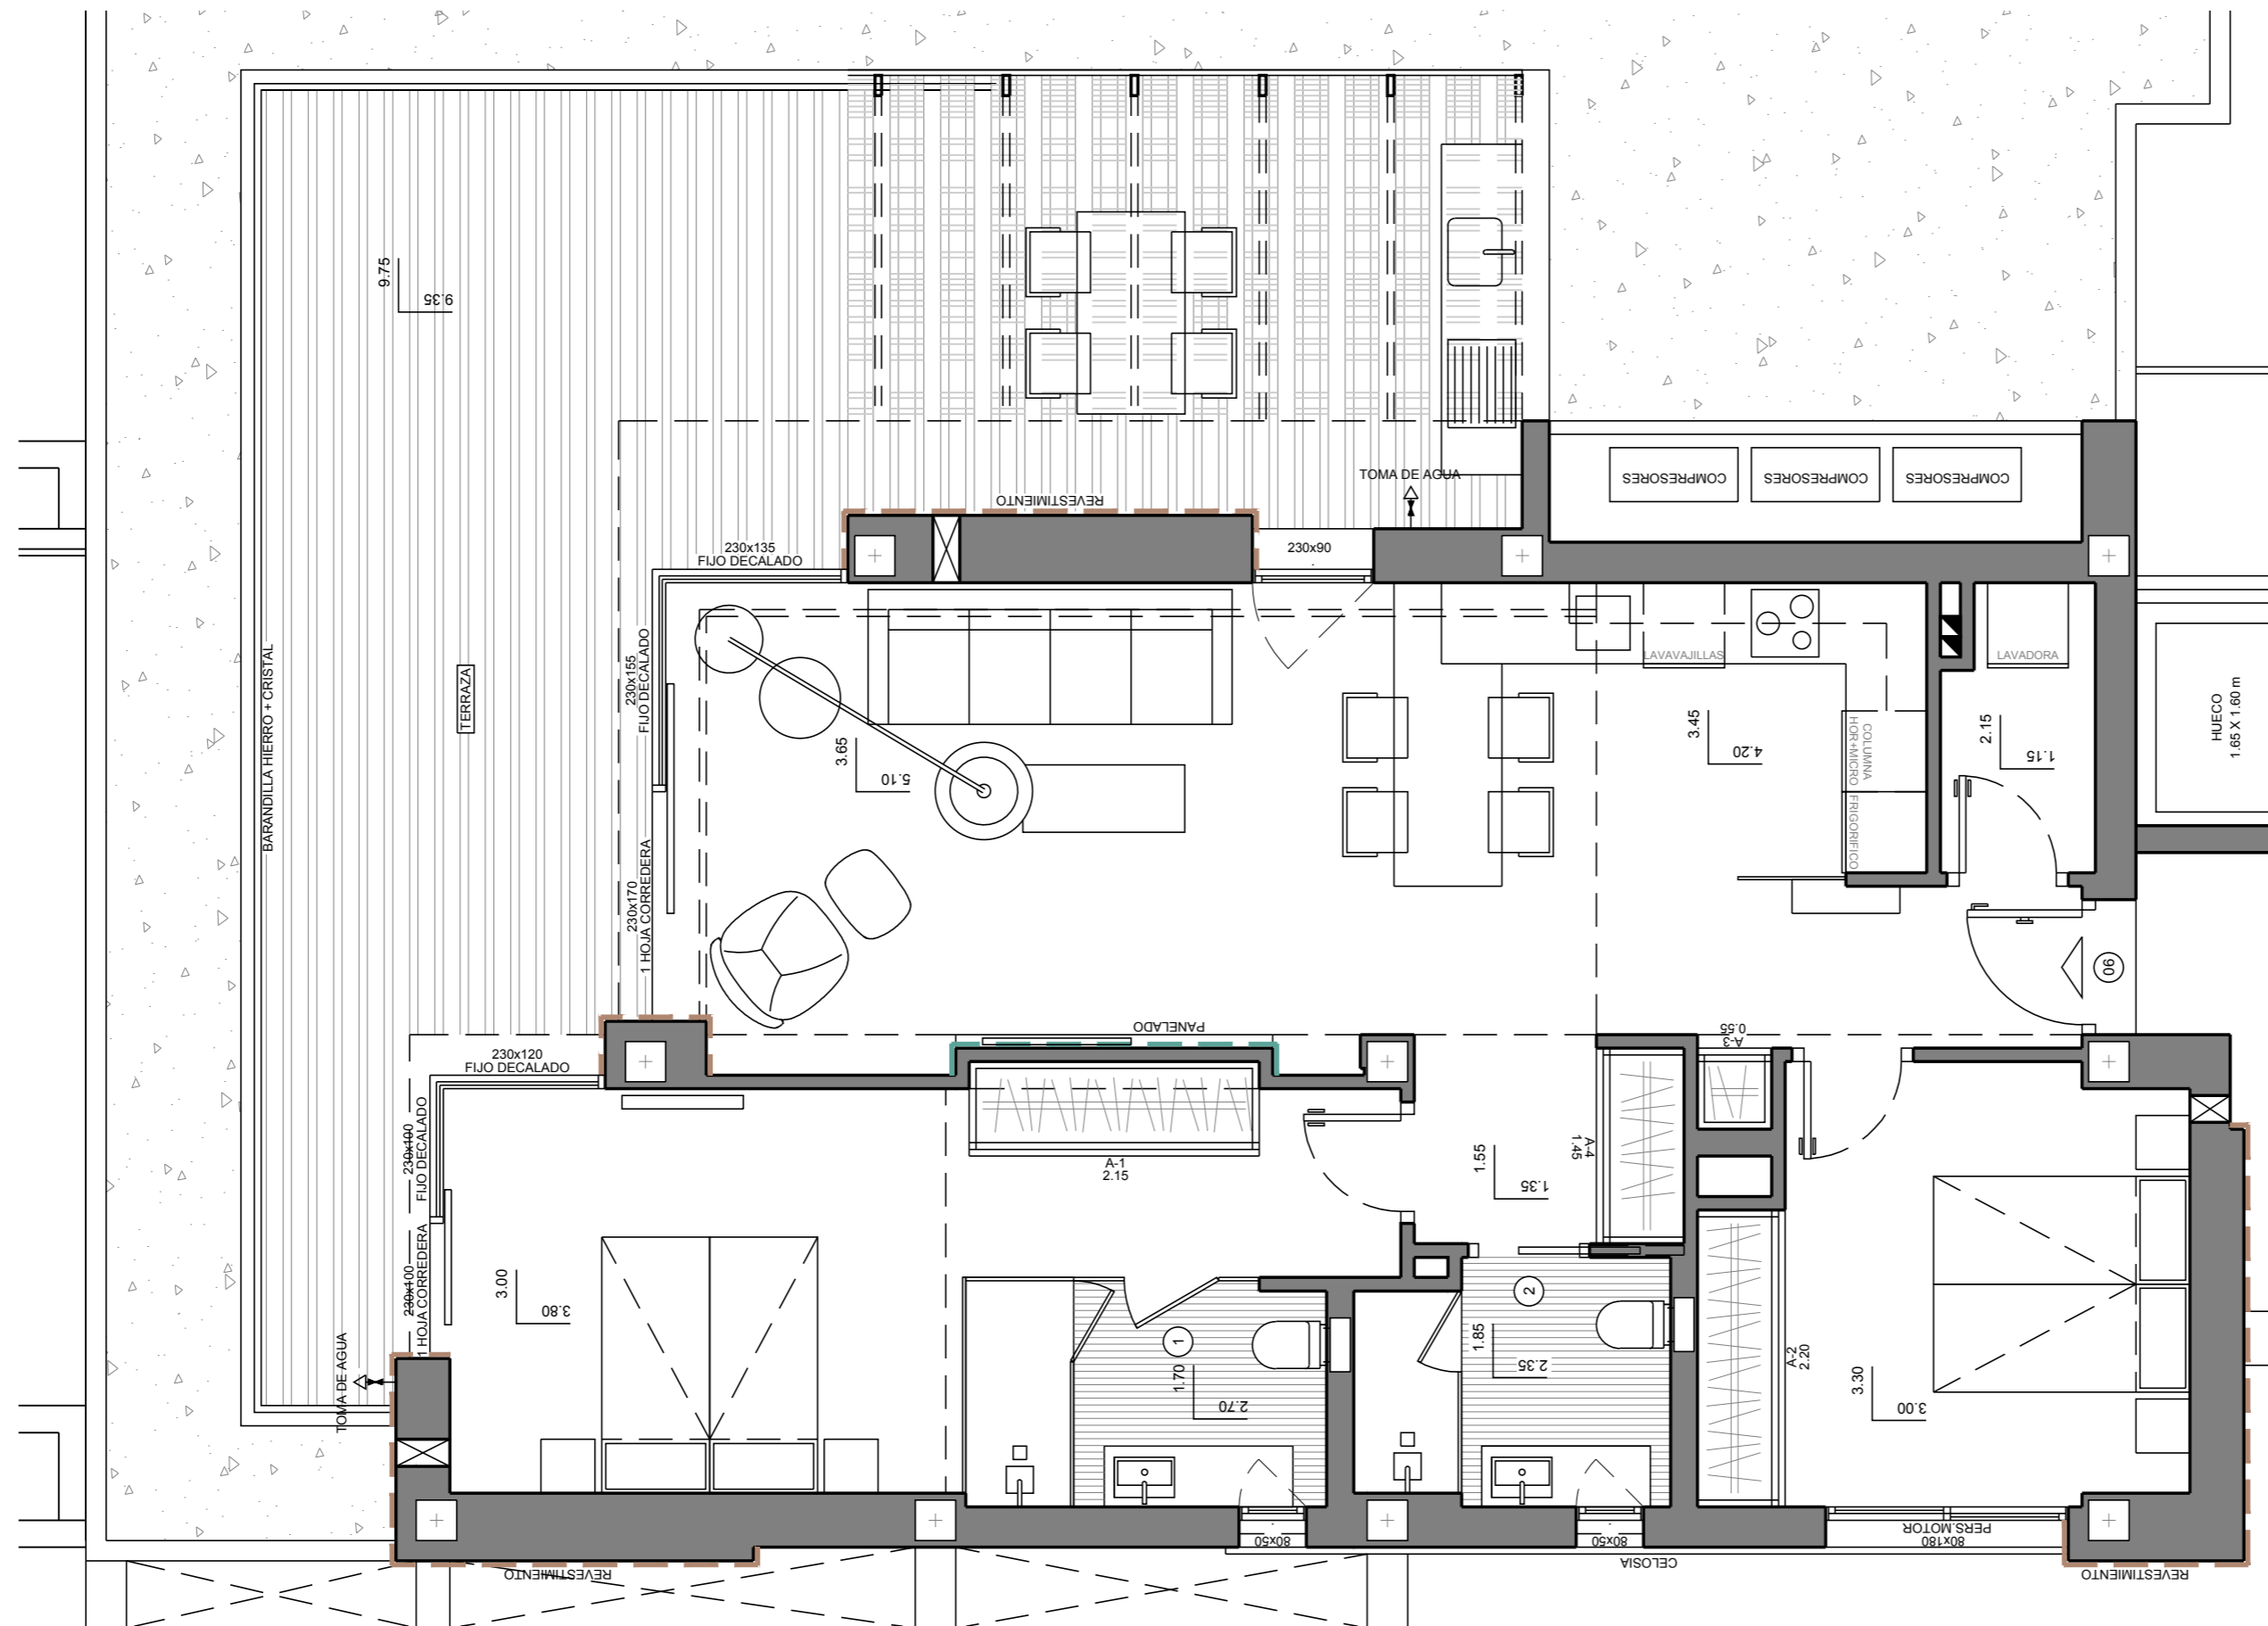 9.75
9.35
TERRAZA
BARANDILLA HIERRO + CRISTAL
REVESTIMIENTO
TOMA DE AGUA
COMPRESORES
COMPRESORES
COMPRESORES
230x135
FIJO DECALADO
230x90
230x155
FIJO DECALADO
230x170
1 HOJA CORREDERA
3.65
5.10
LAVAVAJILLAS
3.45
4.20
COLUMNA
HOR+MICRO
FRIGORIFICO
LAVADORA
2.15
1.15
HUECO
1.65 X 1.60 m
06
PANELADO
230x120
FIJO DECALADO
230x100
FIJO DECALADO
230x100
1 HOJA CORREDERA
TOMA DE AGUA
A-1
2.15
3.00
3.80
1.55
1.35
A-4
1.45
A-3
0.55
1
1.70
2.70
2
1.85
2.35
A-2
2.20
3.30
3.00
80x50
80x50
PERS.MOTOR
80x180
CELOSIA
REVESTIMIENTO
REVESTIMIENTO